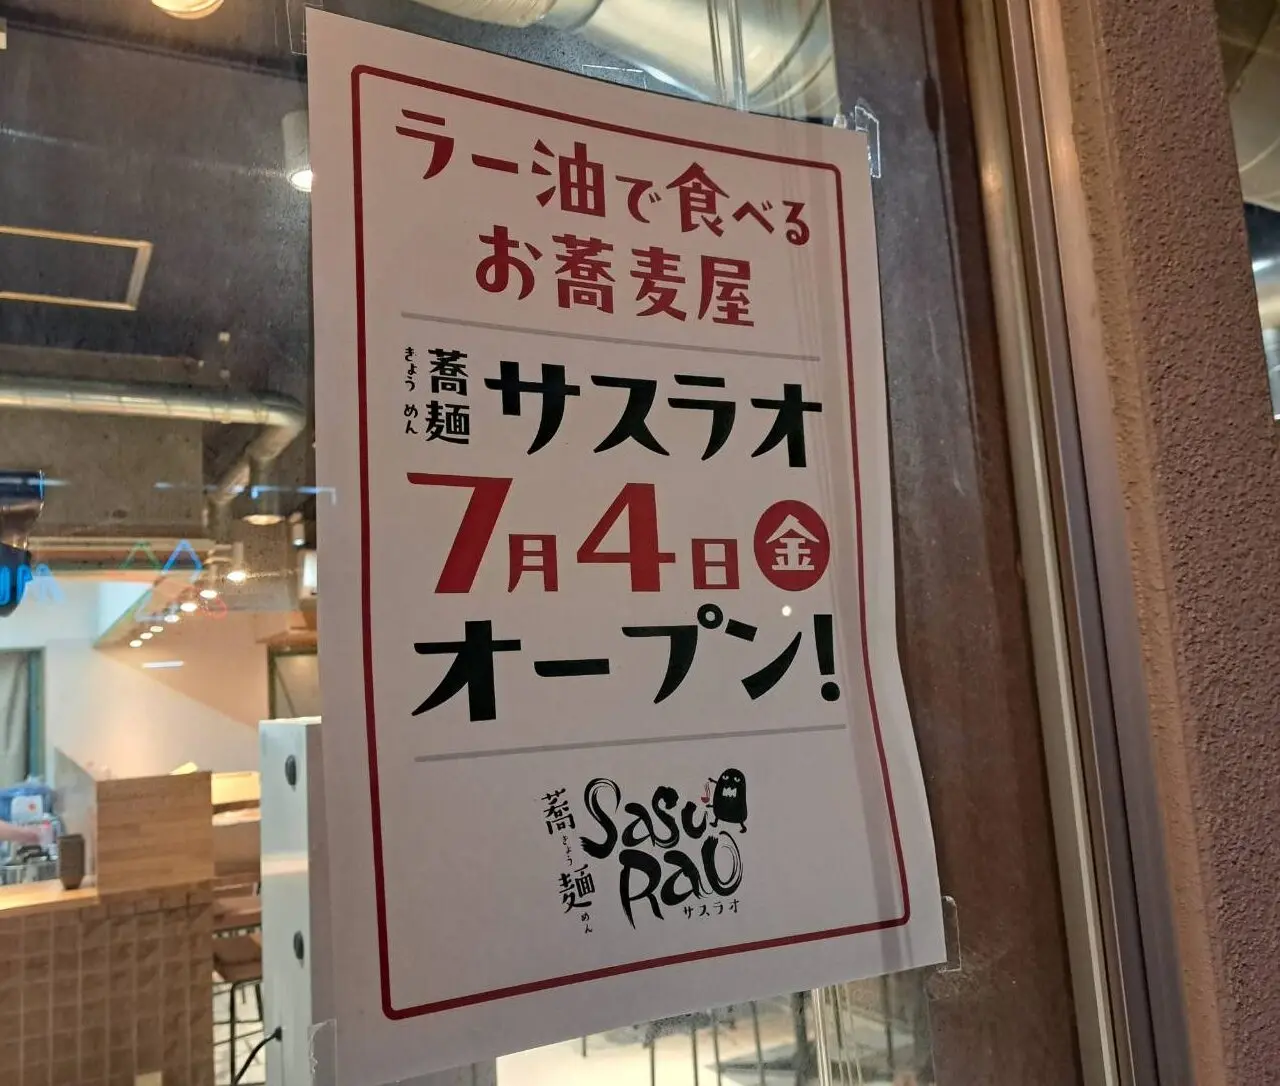 ラー油で食べる
お蕎麦屋
蕎麺 サスラオ
きょうめん
7月4日㊎
オープン!
蕎麺
きょうめん
SaSu
RaO
サスラオ